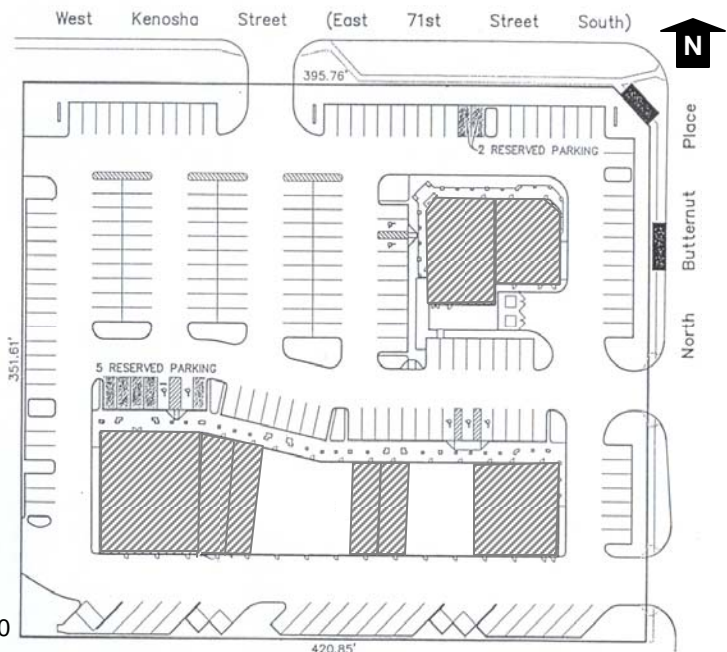 West Kenosha Street (East 71st Street South)
N
395.76'
2 RESERVED PARKING
North Butternut Place
351.61'
5 RESERVED PARKING
0
420.85'